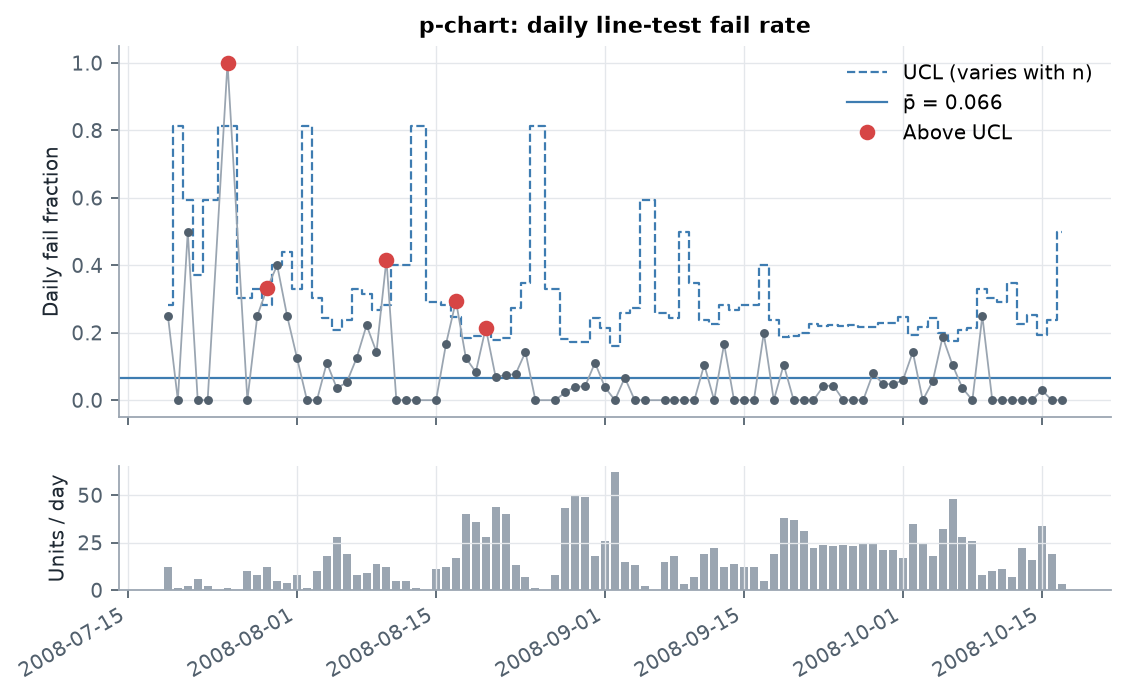 p-chart: daily line-test fail rate
Daily fail fraction
1.0
0.8
0.6
0.4
0.2
0.0
UCL (varies with n)
p̄ = 0.066
Above UCL
Units / day
50
25
0
2008-07-15
2008-08-01
2008-08-15
2008-09-01
2008-09-15
2008-10-01
2008-10-15